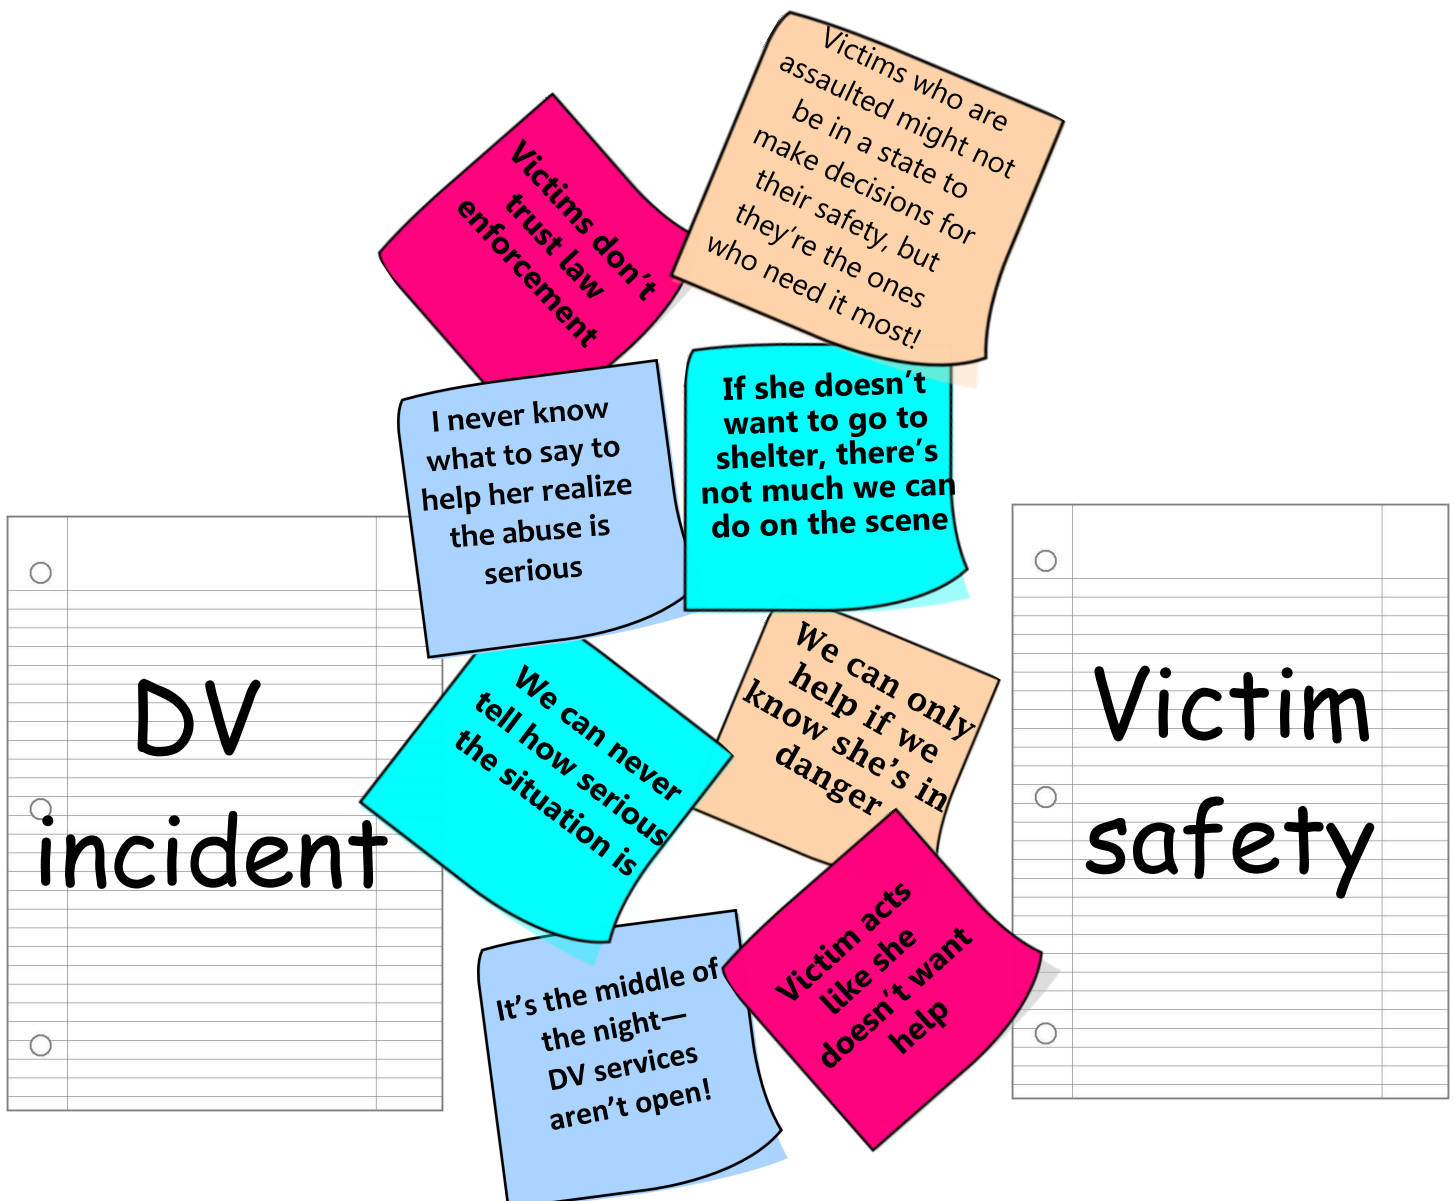 Victims who are
assaulted might not
be in a state to
make decisions for
their safety, but
they're the ones
who need it most!
Victims don't
trust law
enforcement
I never know
what to say to
help her realize
the abuse is
serious
If she doesn't
want to go to
shelter, there's
not much we can
do on the scene
DV
incident
We can never
tell how serious
the situation is
We can only
help if we
know she's in
danger
Victim
safety
It's the middle of
the night—
DV services
aren't open!
Victim acts
like she
doesn't want
help